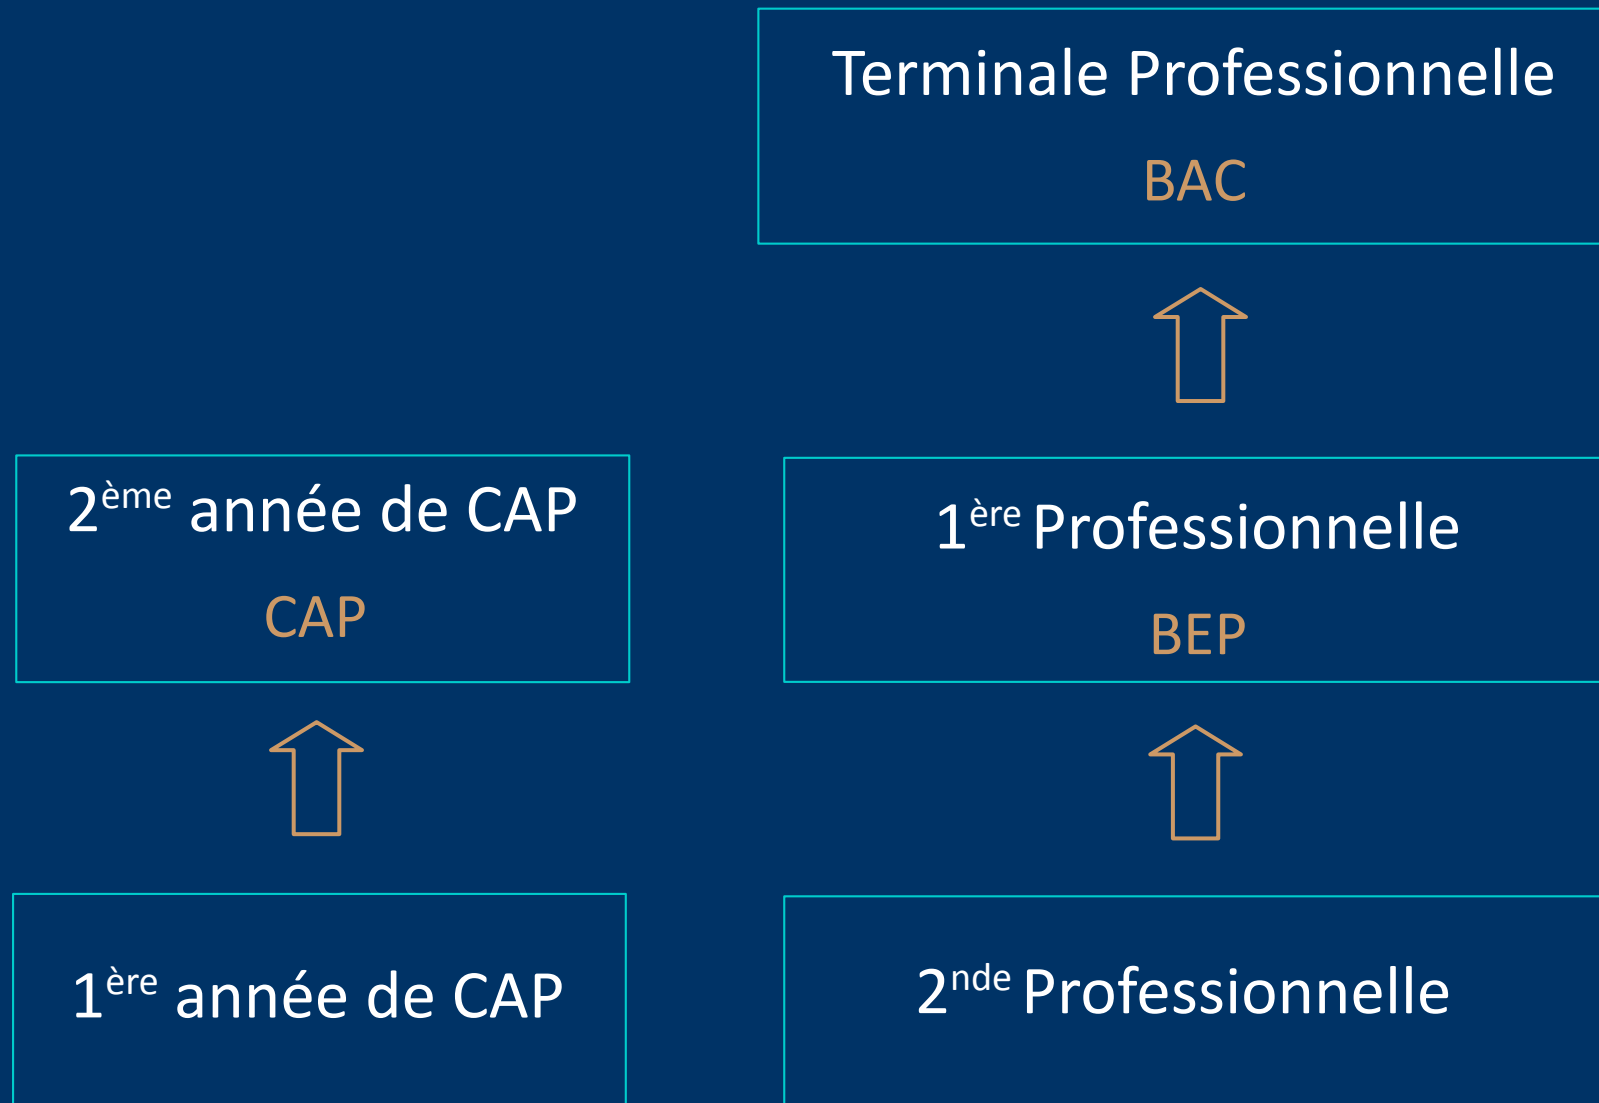 Terminale Professionnelle
BAC
2ème année de CAP
CAP
1ère Professionnelle
BEP
1ère année de CAP
2nde Professionnelle